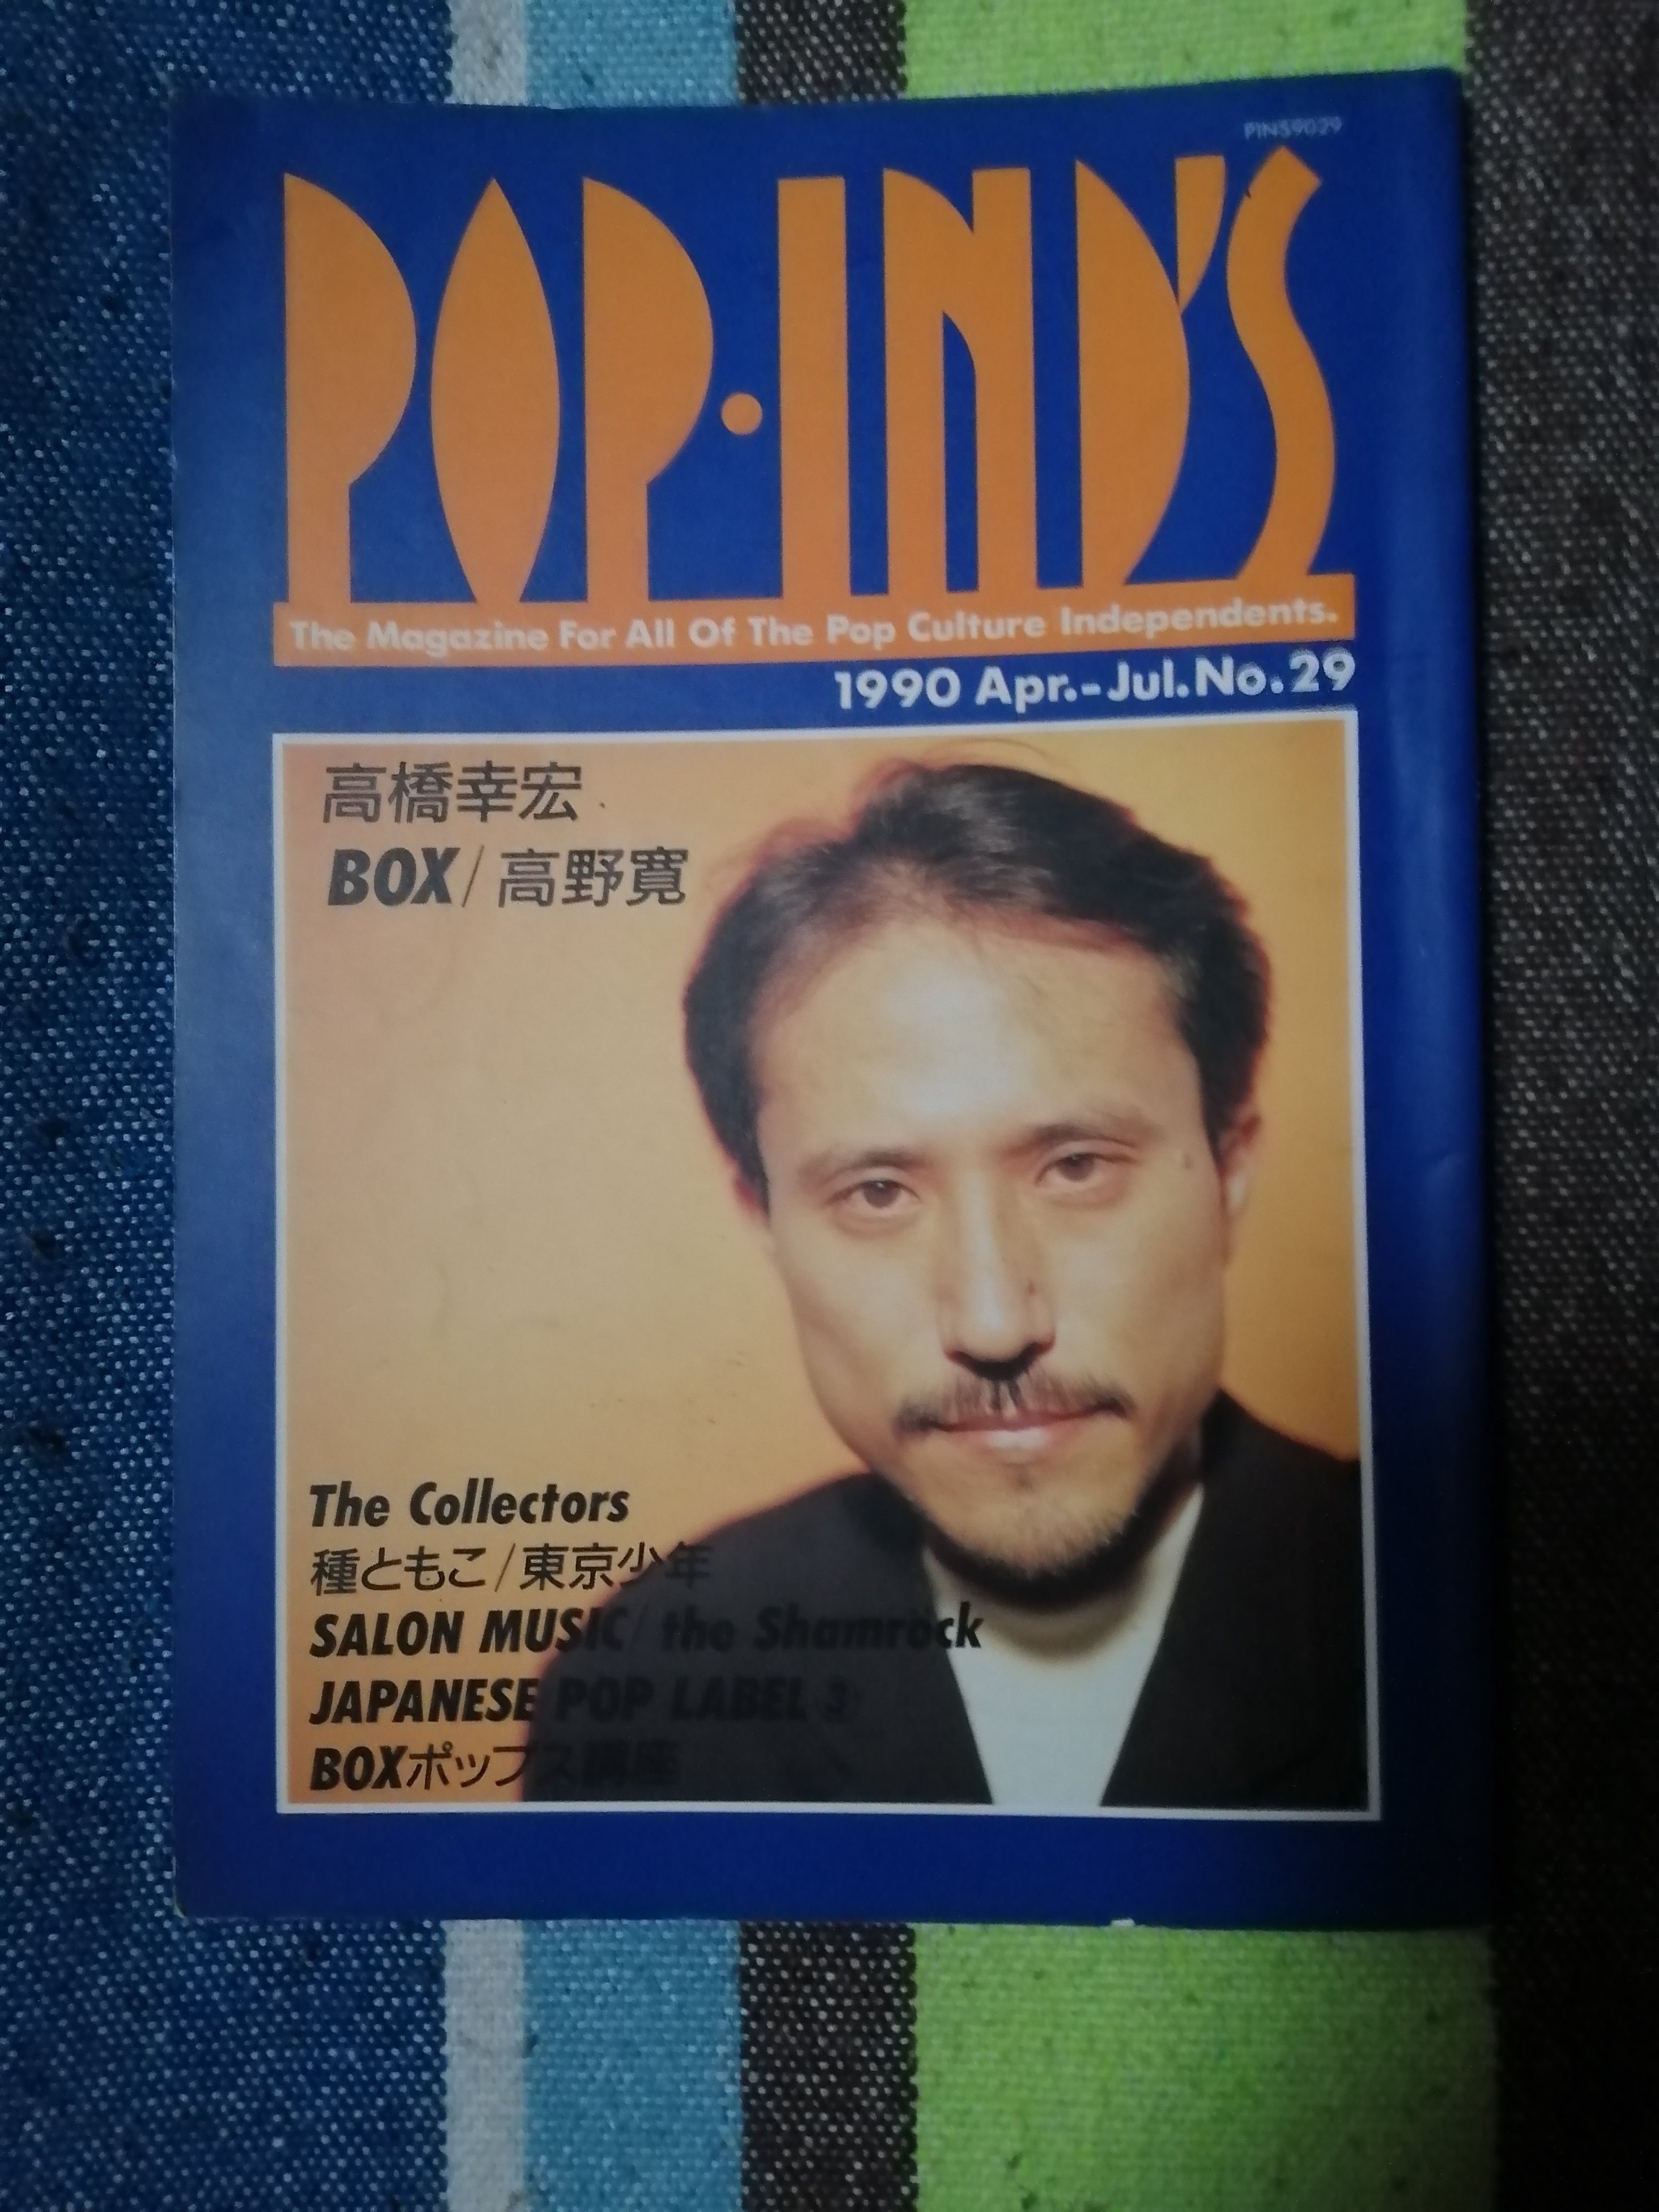 PINS9029
POP·IND'S
The Magazine For All Of The Pop Culture Independents.
1990 Apr.-Jul.No.29
高橋幸宏
BOX/高野寛
The Collectors
種ともこ/東京少年
SALON MUSIC/the Shamrock
JAPANESE POP LABEL 3
BOXポップス講座